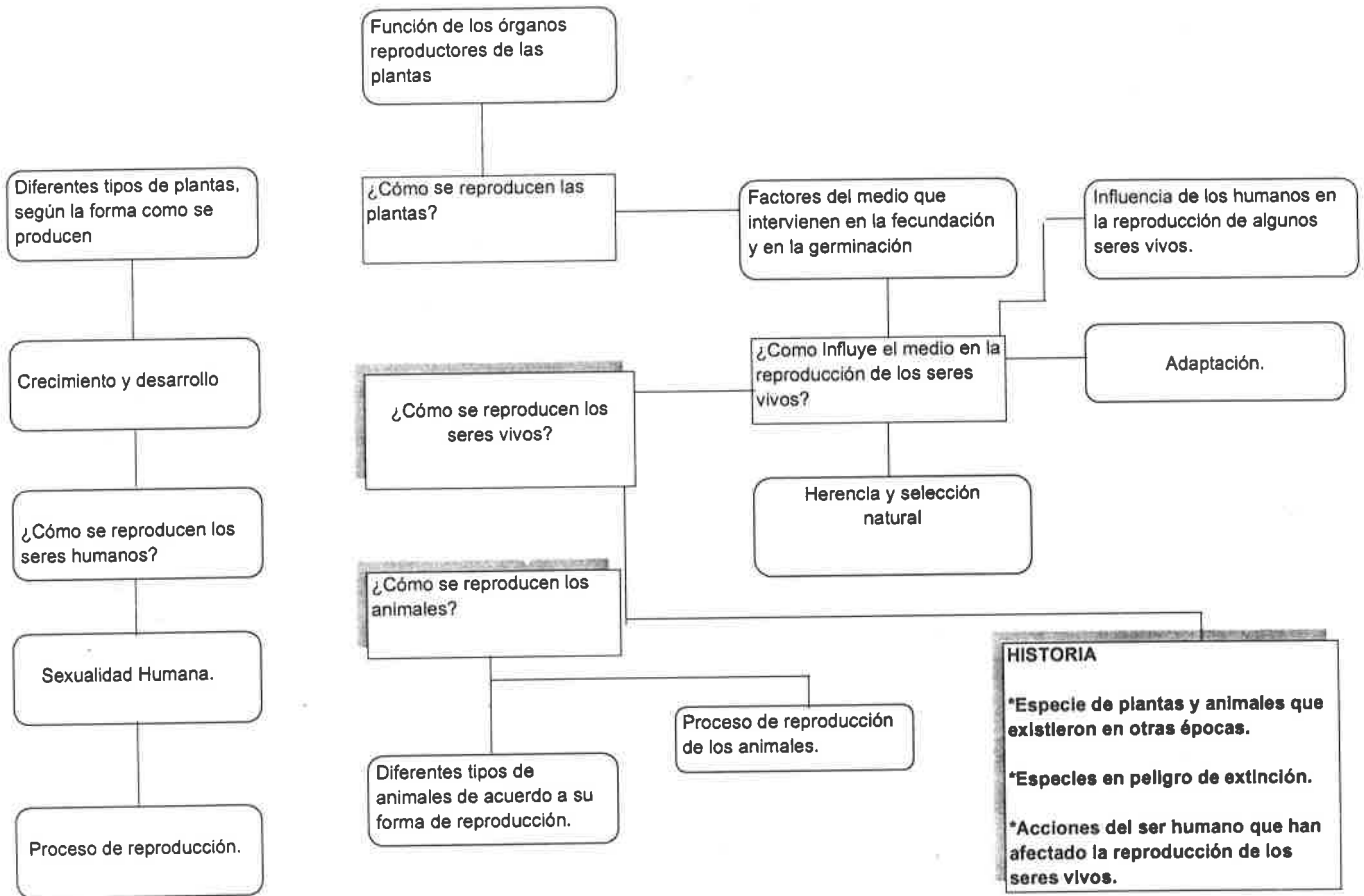 Función de los órganos
reproductores de las
plantas
Diferentes tipos de plantas,
según la forma como se
producen
¿Cómo se reproducen las
plantas?
Factores del medio que
intervienen en la fecundación
y en la germinación
Influencia de los humanos en
la reproducción de algunos
seres vivos.
Crecimiento y desarrollo
¿Cómo se reproducen los
seres vivos?
¿Como Influye el medio en la
reproducción de los seres
vivos?
Adaptación.
¿Cómo se reproducen los
seres humanos?
Herencia y selección
natural
¿Cómo se reproducen los
animales?
Sexualidad Humana.
Proceso de reproducción
de los animales.
Diferentes tipos de
animales de acuerdo a su
forma de reproducción.
Proceso de reproducción.
HISTORIA
*Especie de plantas y animales que
existieron en otras épocas.
*Especies en peligro de extinción.
*Acciones del ser humano que han
afectado la reproducción de los
seres vivos.